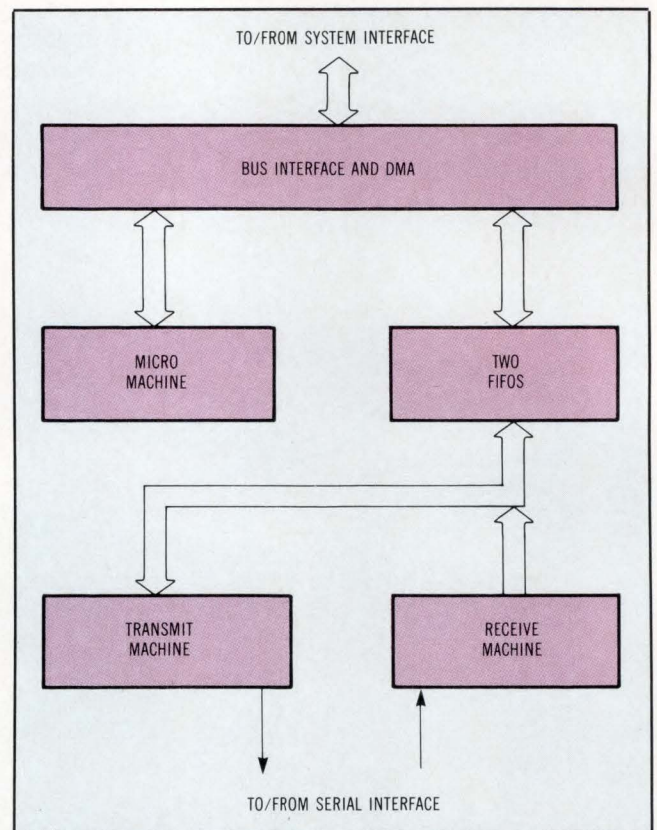 TO/FROM SYSTEM INTERFACE
BUS INTERFACE AND DMA
MICRO
MACHINE
TWO
FIFOS
TRANSMIT
MACHINE
RECEIVE
MACHINE
TO/FROM SERIAL INTERFACE